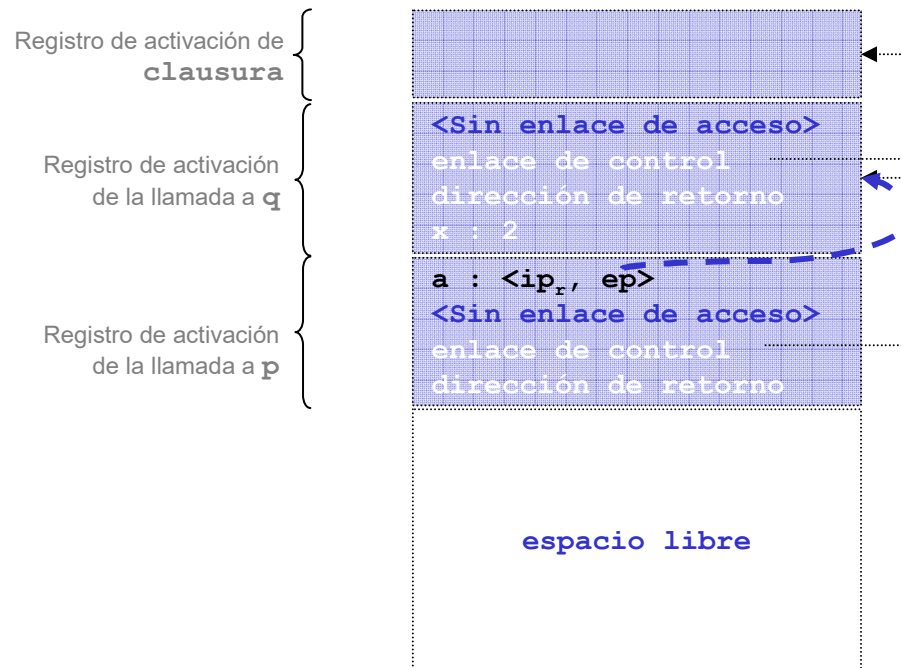 Registro de activación de
clausura
<Sin enlace de acceso>
enlace de control
Registro de activación
de la llamada a q
dirección de retorno
x : 2
a : <ipr, ep>
<Sin enlace de acceso>
Registro de activación
de la llamada a p
enlace de control
dirección de retorno
espacio libre